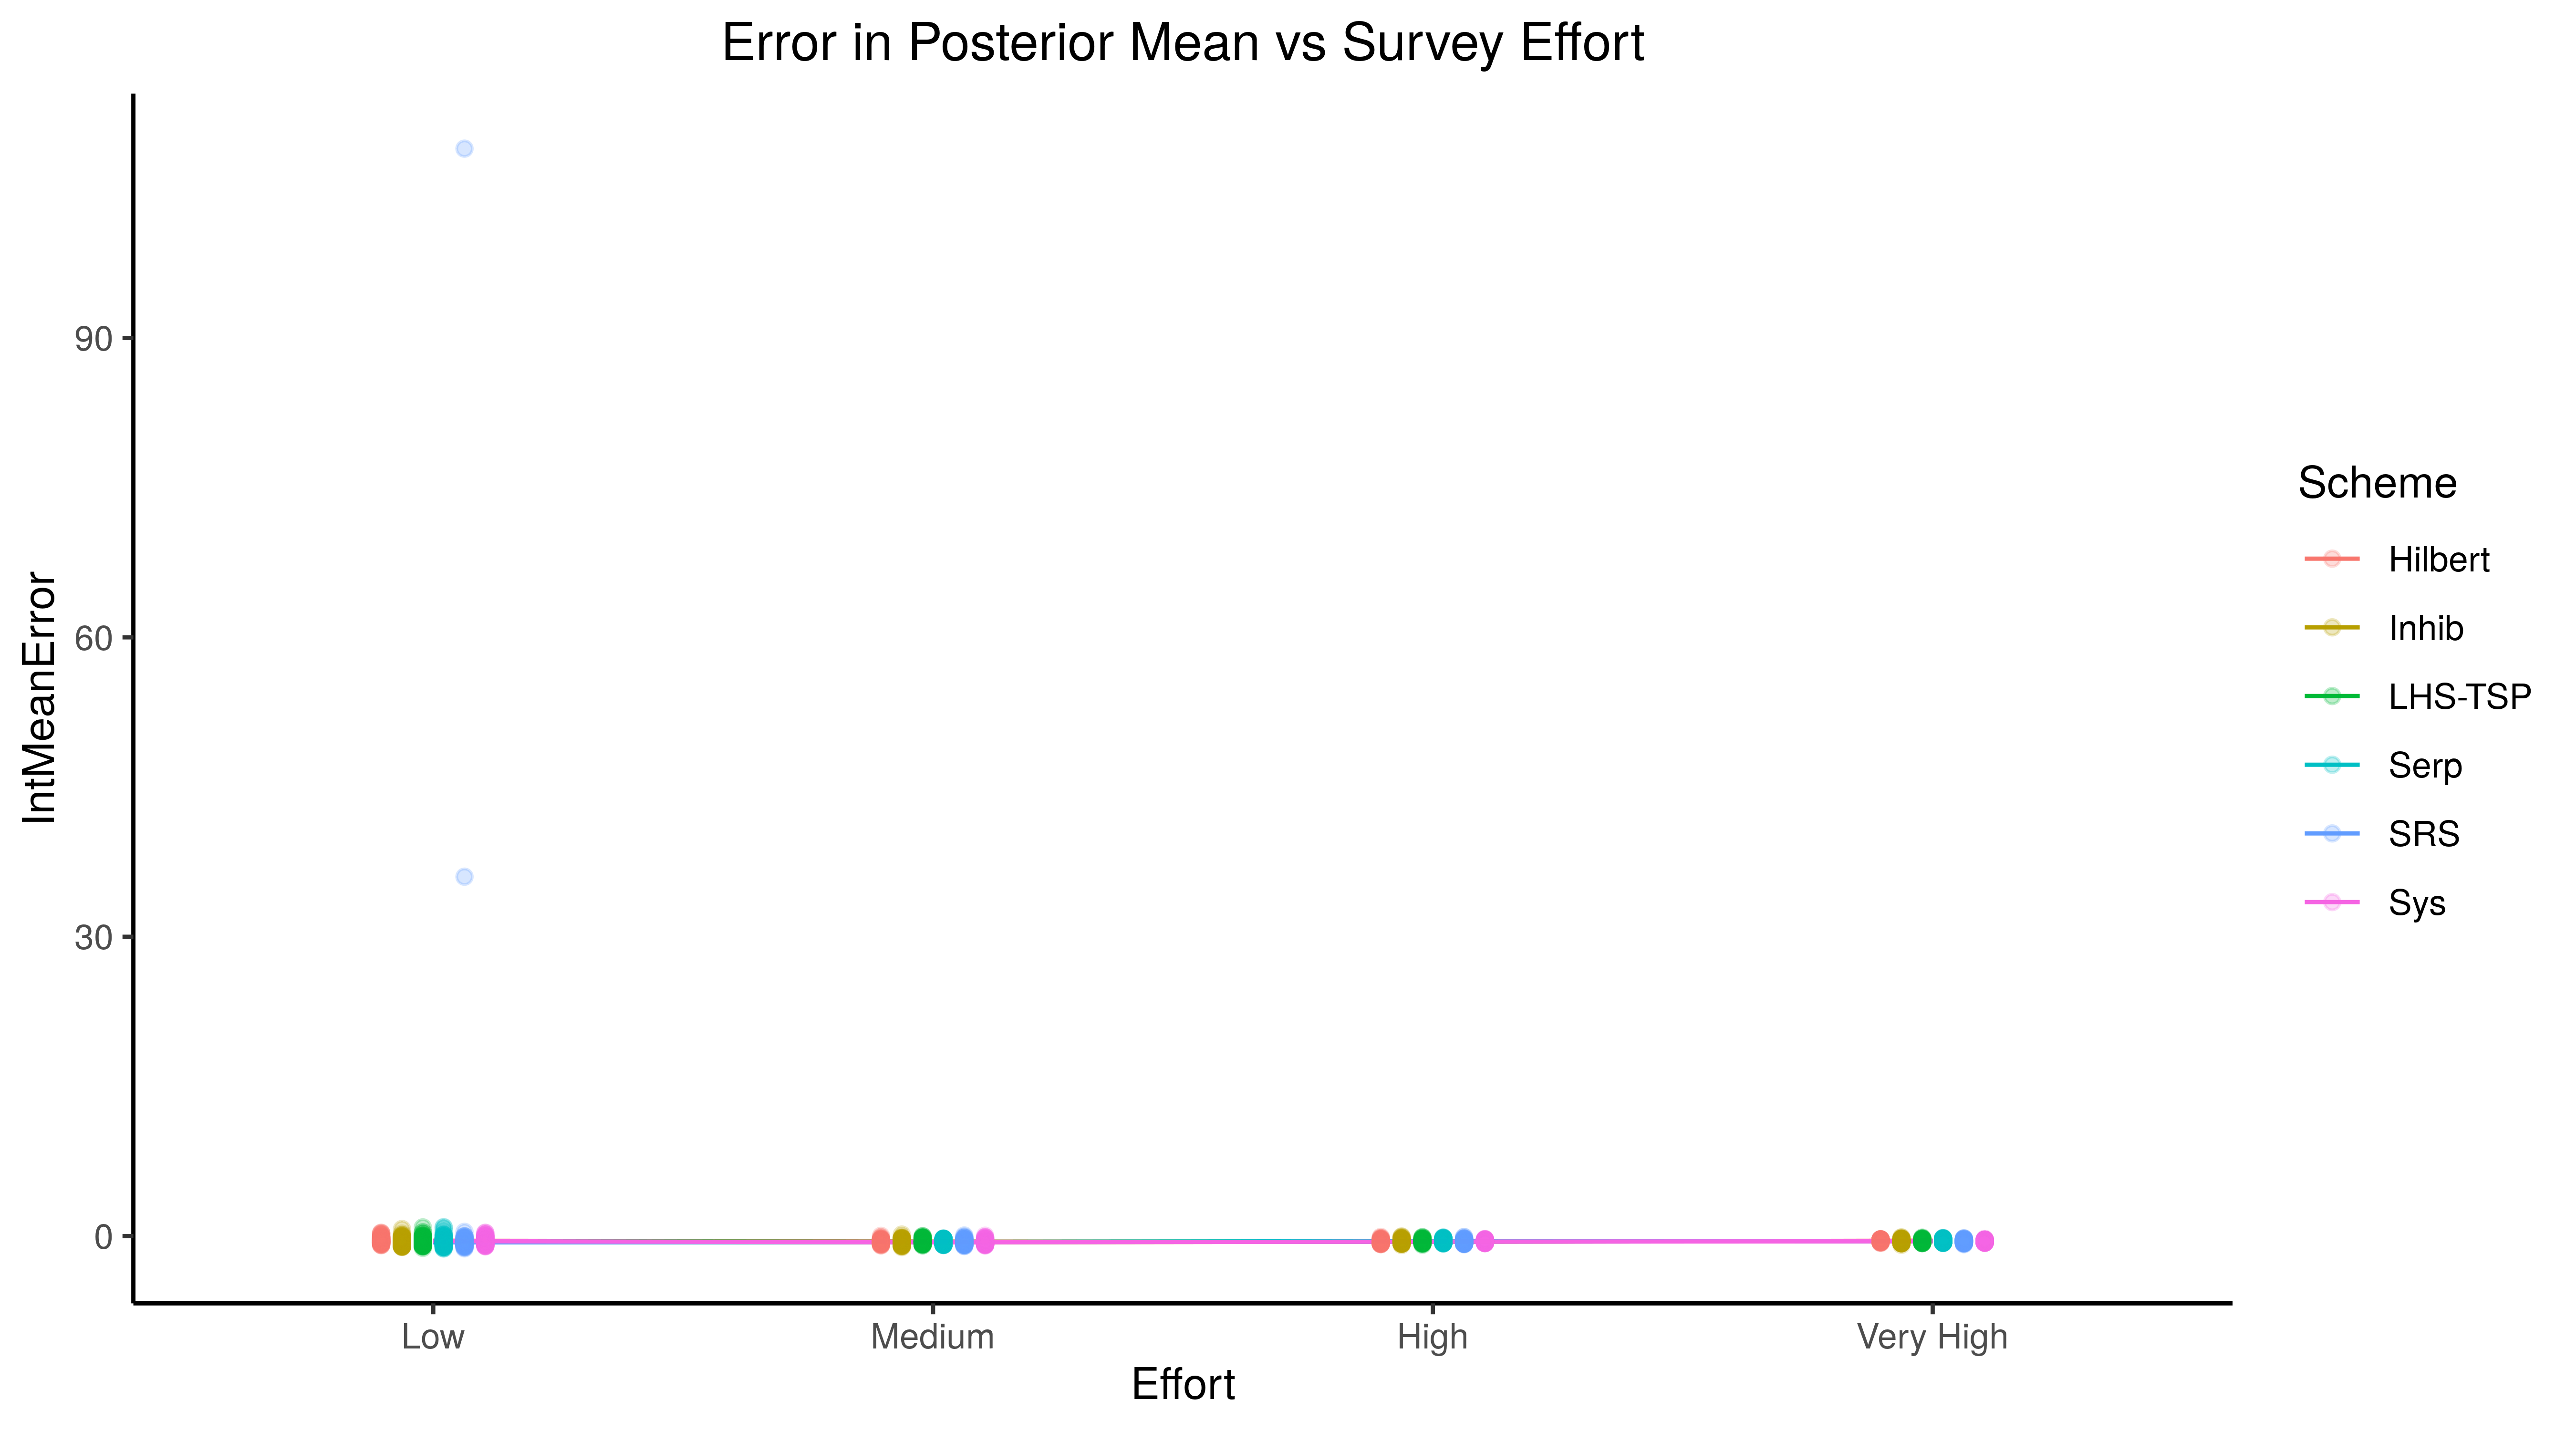 Error in Posterior Mean vs Survey Effort
IntMeanError
90
60
30
0
Low
Medium
High
Very High
Effort
Scheme
Hilbert
Inhib
LHS-TSP
Serp
SRS
Sys